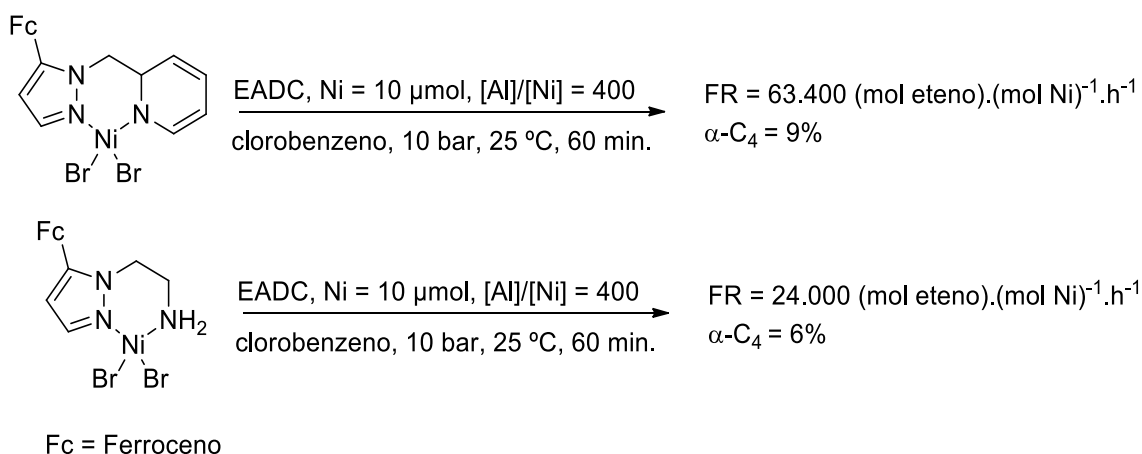 Fc
N
N
N
Ni
Br
Br
EADC, Ni = 10 µmol, [Al]/[Ni] = 400
clorobenzeno, 10 bar, 25 ºC, 60 min.
FR = 63.400 (mol eteno).(mol Ni)⁻¹.h⁻¹
α-C₄ = 9%
Fc
N
N
NH₂
Ni
Br
Br
EADC, Ni = 10 µmol, [Al]/[Ni] = 400
clorobenzeno, 10 bar, 25 ºC, 60 min.
FR = 24.000 (mol eteno).(mol Ni)⁻¹.h⁻¹
α-C₄ = 6%
Fc = Ferroceno